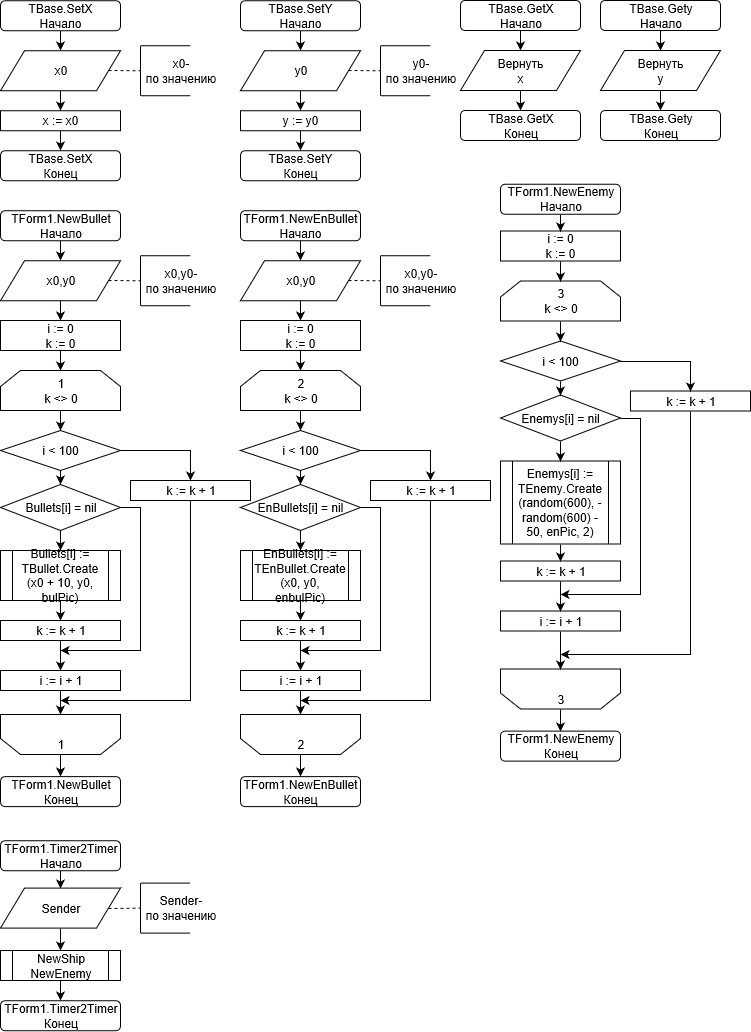 TBase.SetX
Начало
x0
x0-
по значению
x := x0
TBase.SetX
Конец
TBase.SetY
Начало
y0
y0-
по значению
y := y0
TBase.SetY
Конец
TBase.GetX
Начало
Вернуть
x
TBase.GetX
Конец
TBase.Gety
Начало
Вернуть
y
TBase.Gety
Конец
TForm1.NewBullet
Начало
x0,y0
x0,y0-
по значению
i := 0
k := 0
1
k <> 0
i < 100
k := k + 1
Bullets[i] = nil
Bullets[i] :=
TBullet.Create
(x0 + 10, y0,
bulPic)
k := k + 1
i := i + 1
1
TForm1.NewBullet
Конец
TForm1.NewEnBullet
Начало
x0,y0
x0,y0-
по значению
i := 0
k := 0
2
k <> 0
i < 100
k := k + 1
EnBullets[i] = nil
EnBullets[i] :=
TEnBullet.Create
(x0, y0,
enbulPic)
k := k + 1
i := i + 1
2
TForm1.NewEnBullet
Конец
TForm1.NewEnemy
Начало
i := 0
k := 0
3
k <> 0
i < 100
k := k + 1
Enemys[i] = nil
Enemys[i] :=
TEnemy.Create
(random(600), -
random(600) -
50, enPic, 2)
k := k + 1
i := i + 1
3
TForm1.NewEnemy
Конец
TForm1.Timer2Timer
Начало
Sender
Sender-
по значению
NewShip
NewEnemy
TForm1.Timer2Timer
Конец